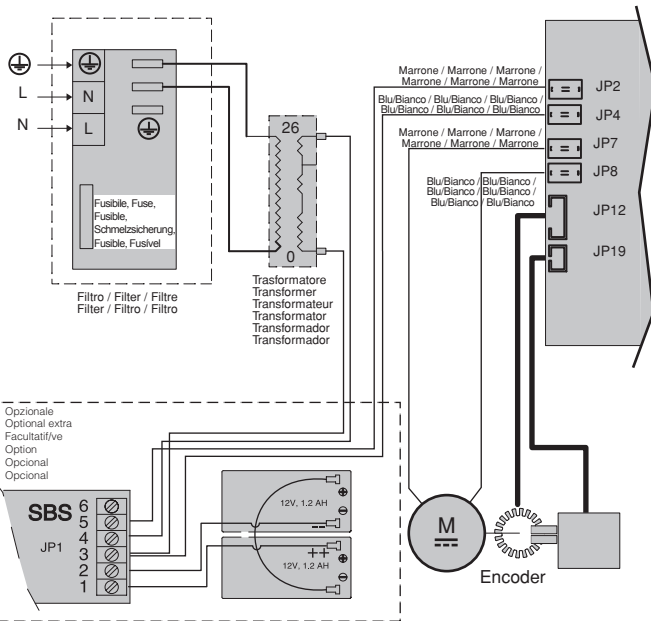 L
N
N
L
Fusibile, Fuse,
Fusible,
Schmelzsicherung,
Fusible, Fusível
Filtro / Filter / Filtre
Filter / Filtro / Filtro
26
0
Trasformatore
Transformer
Transformateur
Transformator
Transformador
Transformador
Marrone / Marrone / Marrone /
Marrone / Marrone / Marrone
Blu/Bianco / Blu/Bianco / Blu/Bianco /
Blu/Bianco / Blu/Bianco / Blu/Bianco
Marrone / Marrone / Marrone /
Marrone / Marrone / Marrone
Blu/Bianco / Blu/Bianco /
Blu/Bianco / Blu/Bianco /
Blu/Bianco / Blu/Bianco
JP2
JP4
JP7
JP8
JP12
JP19
Opzionale
Optional extra
Facultatif/ve
Option
Opcional
Opcional
SBS
JP1
6
5
4
3
2
1
12V, 1.2 AH
--
++
12V, 1.2 AH
M
Encoder